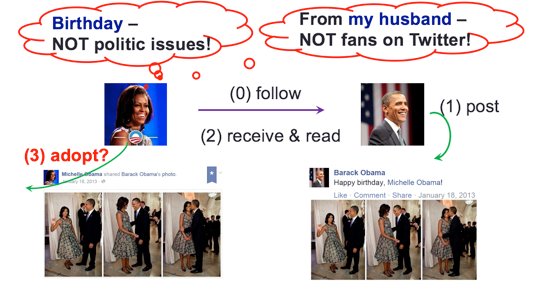 Birthday –
NOT politic issues!
From my husband –
NOT fans on Twitter!
(0) follow
(1) post
(2) receive & read
(3) adopt?
Michelle Obama shared Barack Obama's photo.
January 18, 2013
Barack Obama
Happy birthday, Michelle Obama!
Like · Comment · Share · January 18, 2013